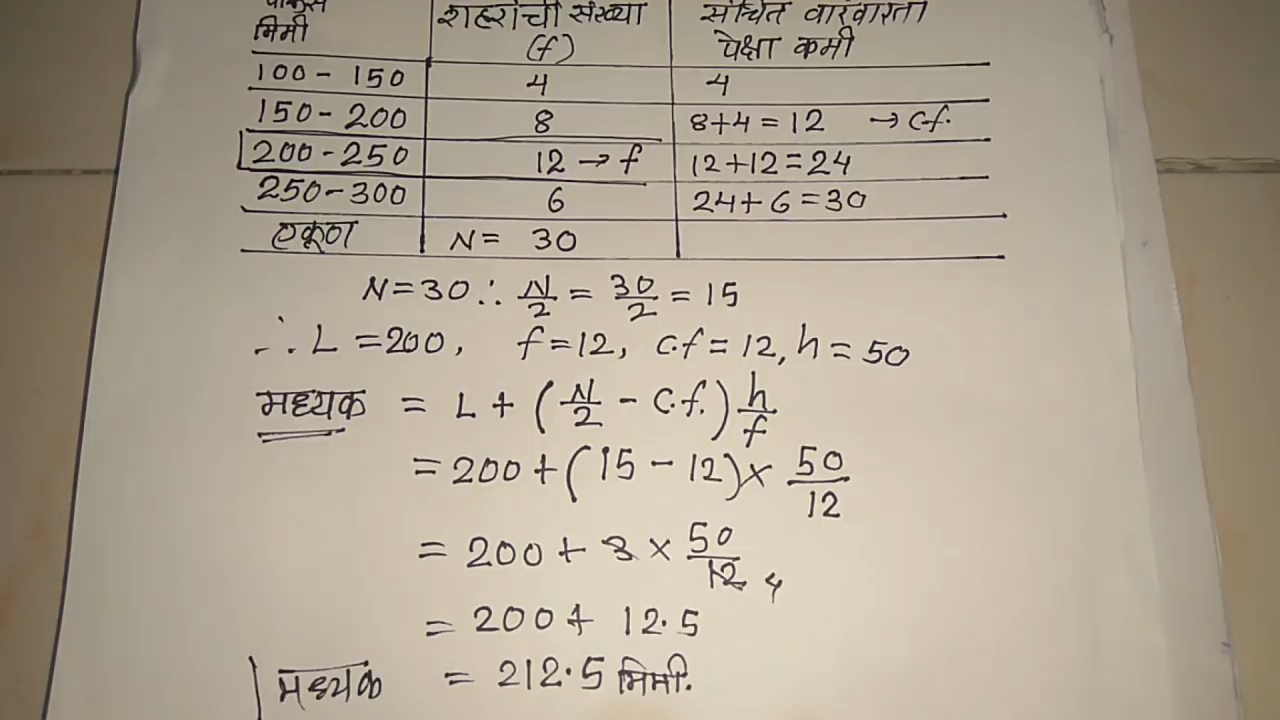 मिमी शहरांची संख्या (f) संचित वारंवारता पेक्षा कमी
100 - 150 4 4
150 - 200 8 8+4 = 12 → c.f.
200 - 250 12 → f 12+12 = 24
250 - 300 6 24 + 6 = 30
एकूण N = 30
N = 30 ∴ N/2 = 30/2 = 15
∴ L = 200, f = 12, c.f = 12, h = 50
मध्यक = L + (N/2 - c.f.) h/f
= 200 + (15 - 12) × 50/12
= 200 + 3 × 50/12 4
= 200 + 12.5
मध्यक = 212.5 मिमी.